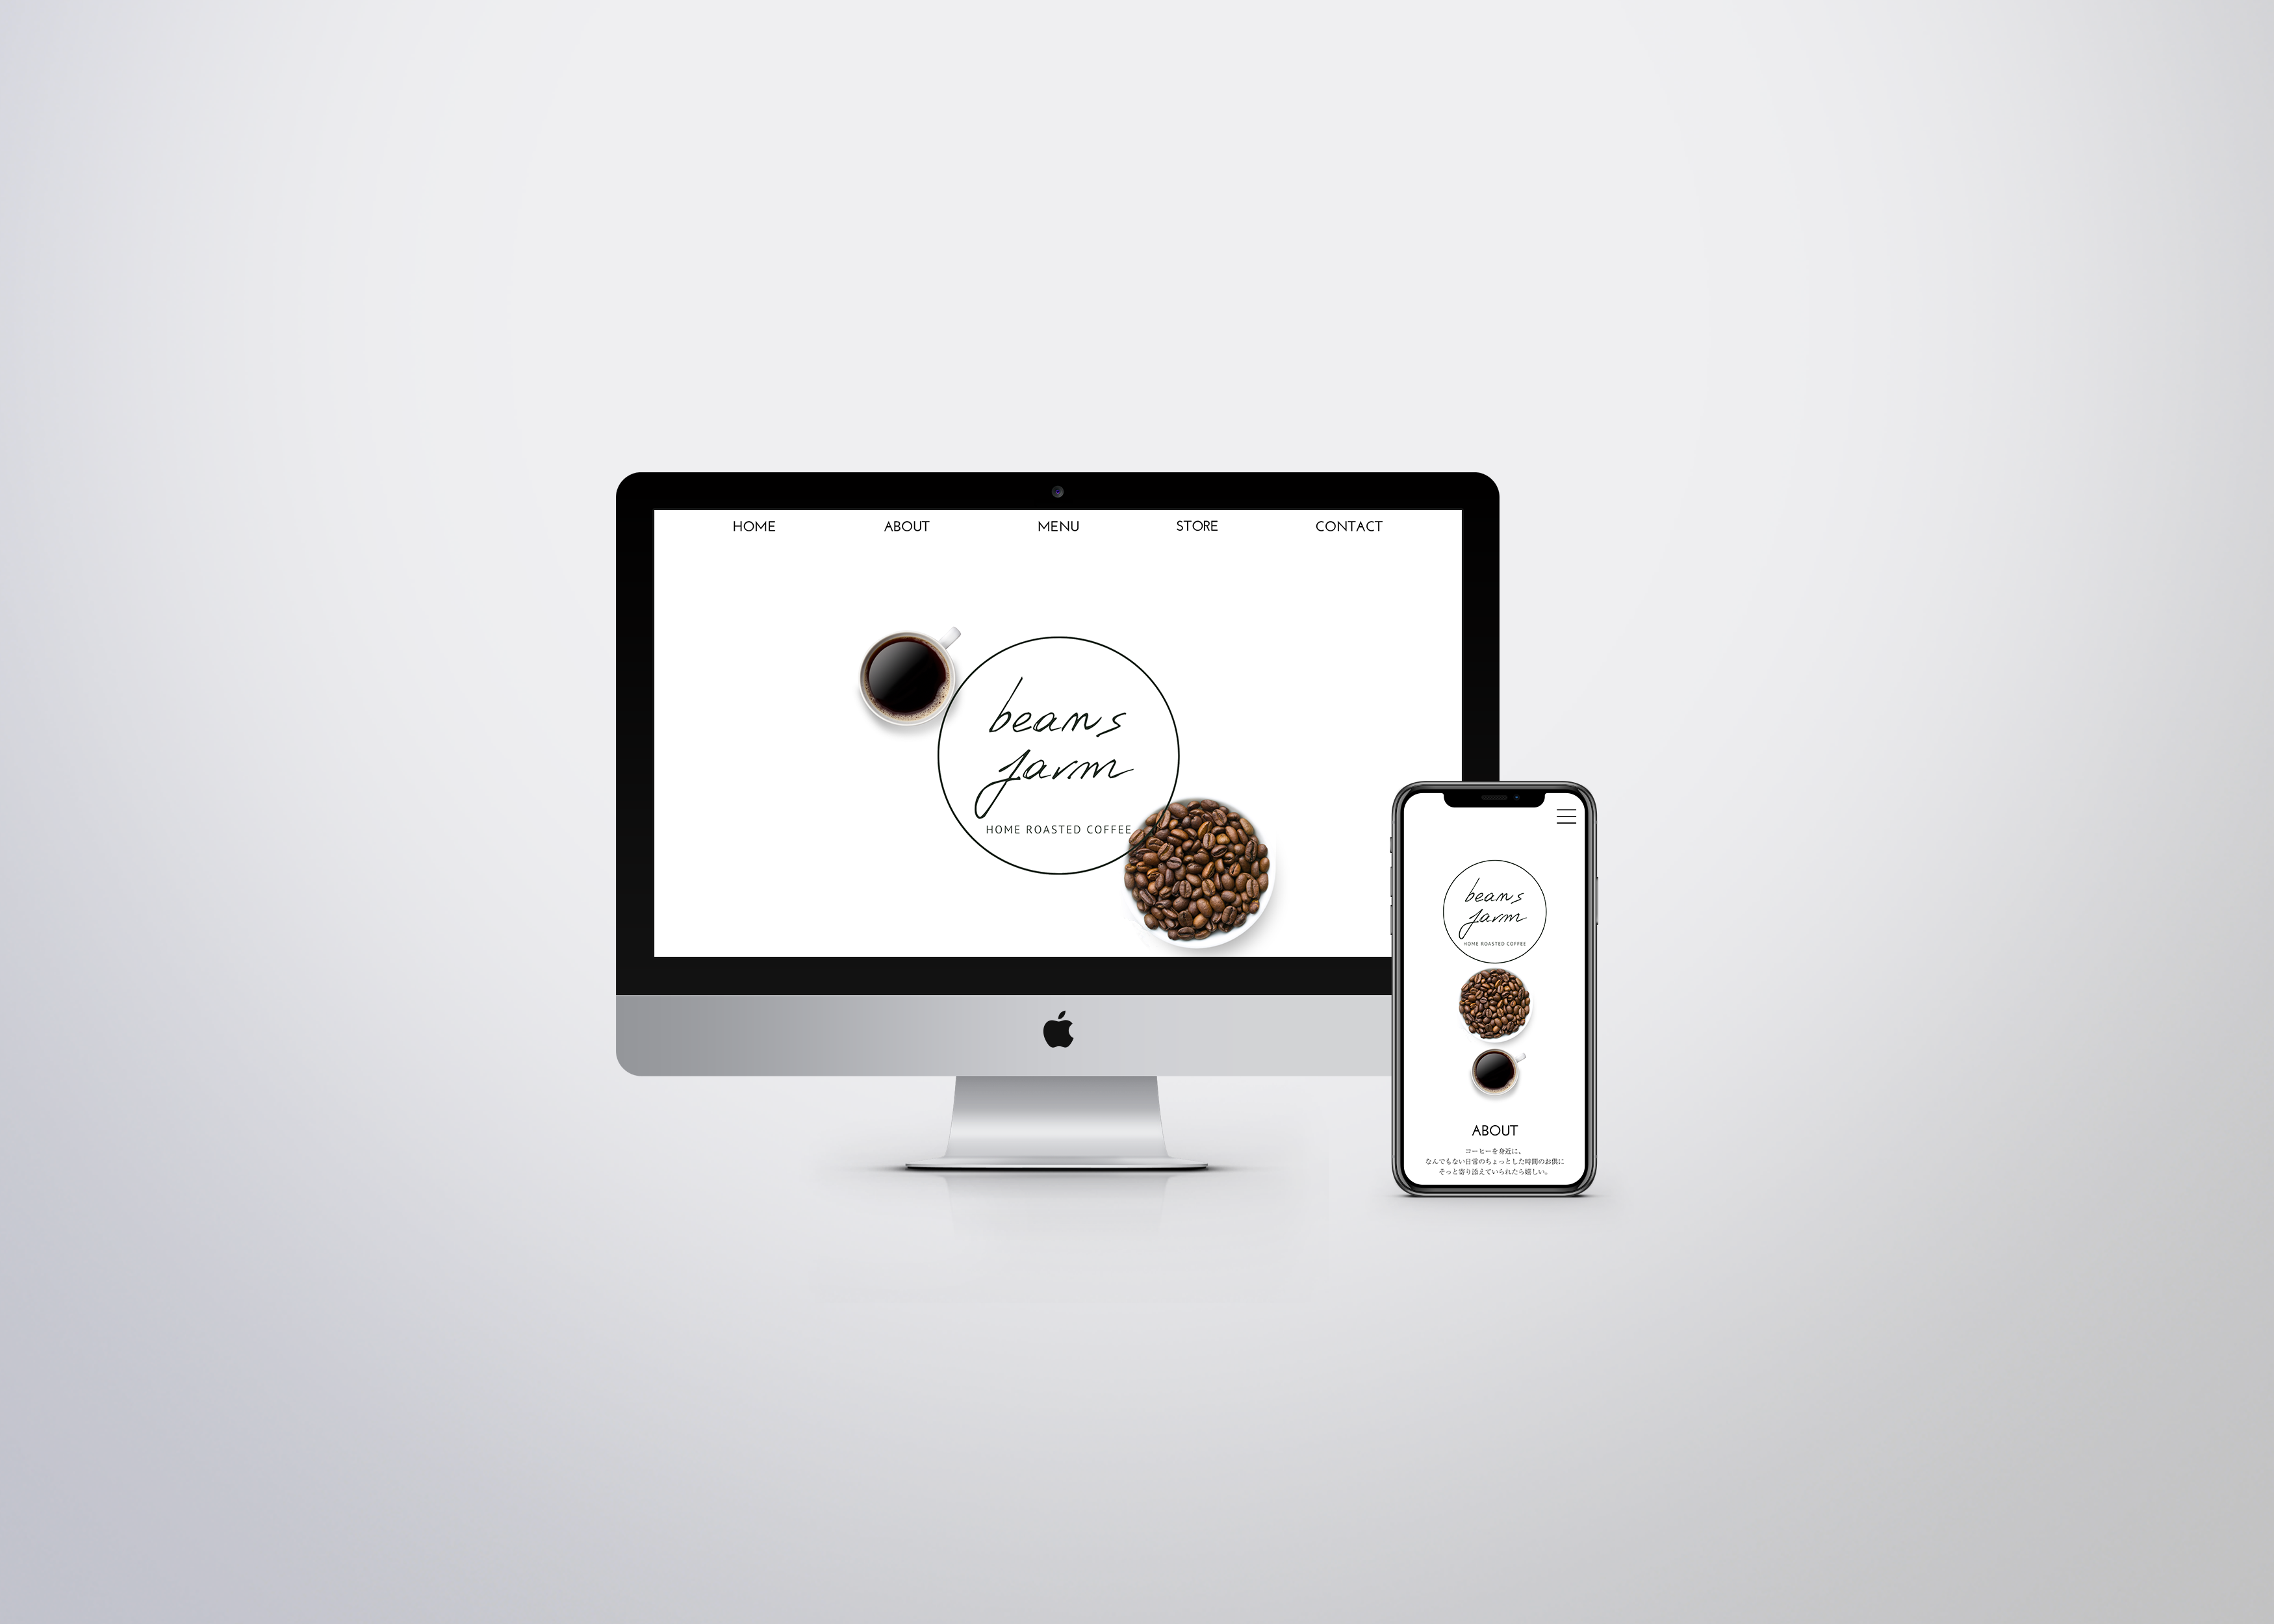 HOME ABOUT MENU STORE CONTACT
beans
farm
HOME ROASTED COFFEE
beans
farm
HOME ROASTED COFFEE
ABOUT
コーヒーを身近に、
なんでもない日常のちょっとした時間のお供に
そっと寄り添えていられたら嬉しい。